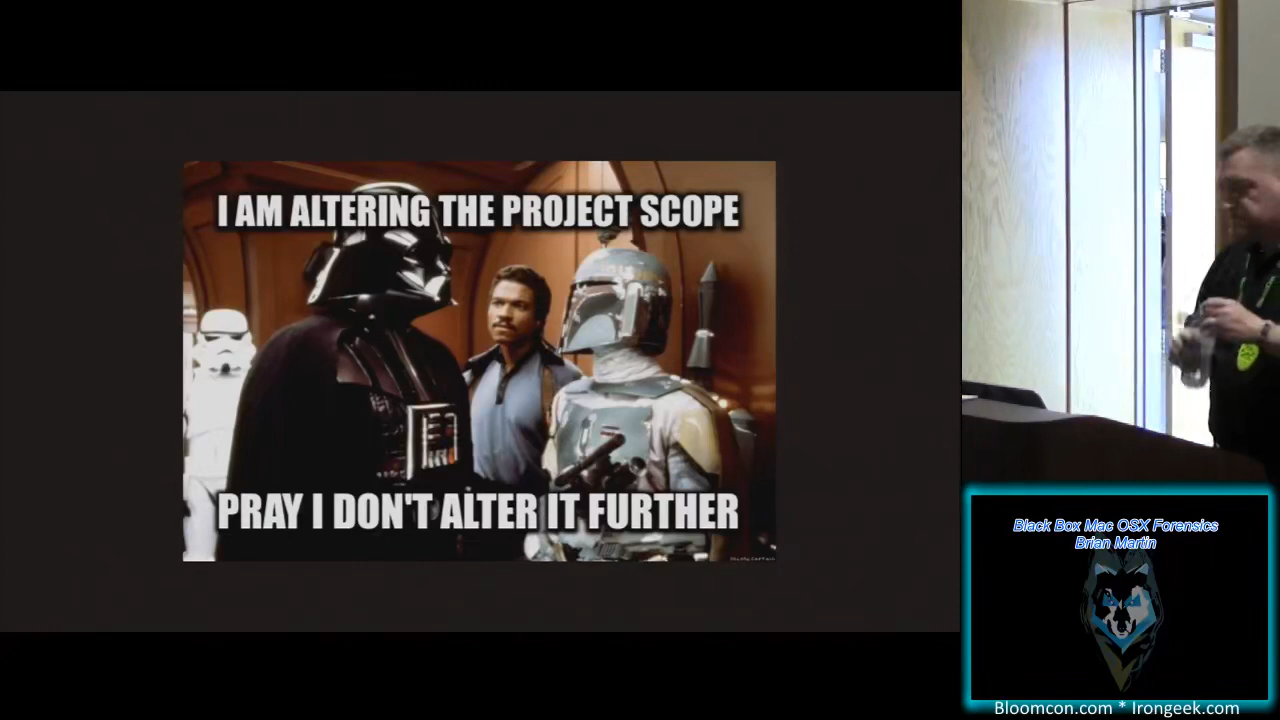 I AM ALTERING THE PROJECT SCOPE
PRAY I DON'T ALTER IT FURTHER
Black Box Mac OSX Forensics
Brian Martin
Bloomcon.com * Irongeek.com